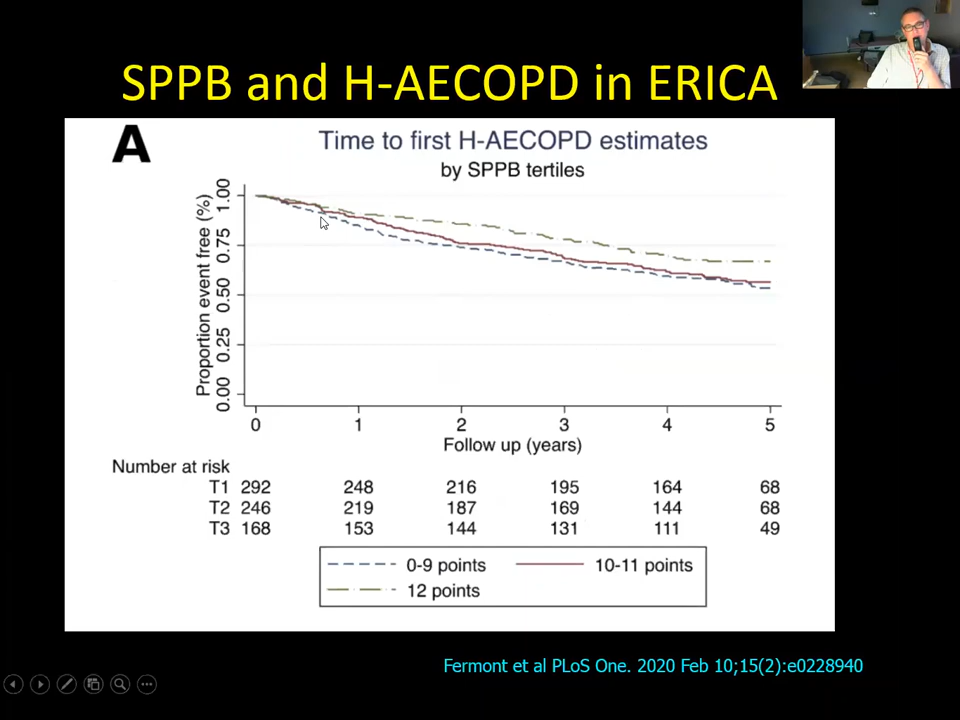 SPPB and H-AECOPD in ERICA
A
Time to first H-AECOPD estimates
by SPPB tertiles
Proportion event free (%)
1.00
0.75
0.50
0.25
0.00
0 1 2 3 4 5
Follow up (years)
Number at risk
T1 292 248 216 195 164 68
T2 246 219 187 169 144 68
T3 168 153 144 131 111 49
0-9 points 10-11 points
12 points
Fermont et al PLoS One. 2020 Feb 10;15(2):e0228940